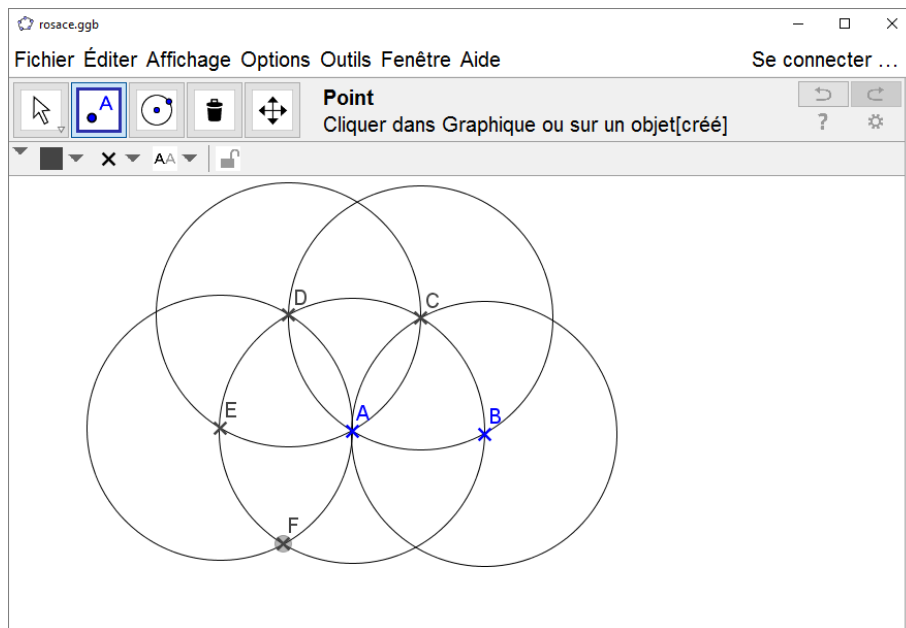 rosace.ggb
Fichier Éditer Affichage Options Outils Fenêtre Aide Se connecter ...
A Point
Cliquer dans Graphique ou sur un objet[créé]
?
AA
D C
E A B
F